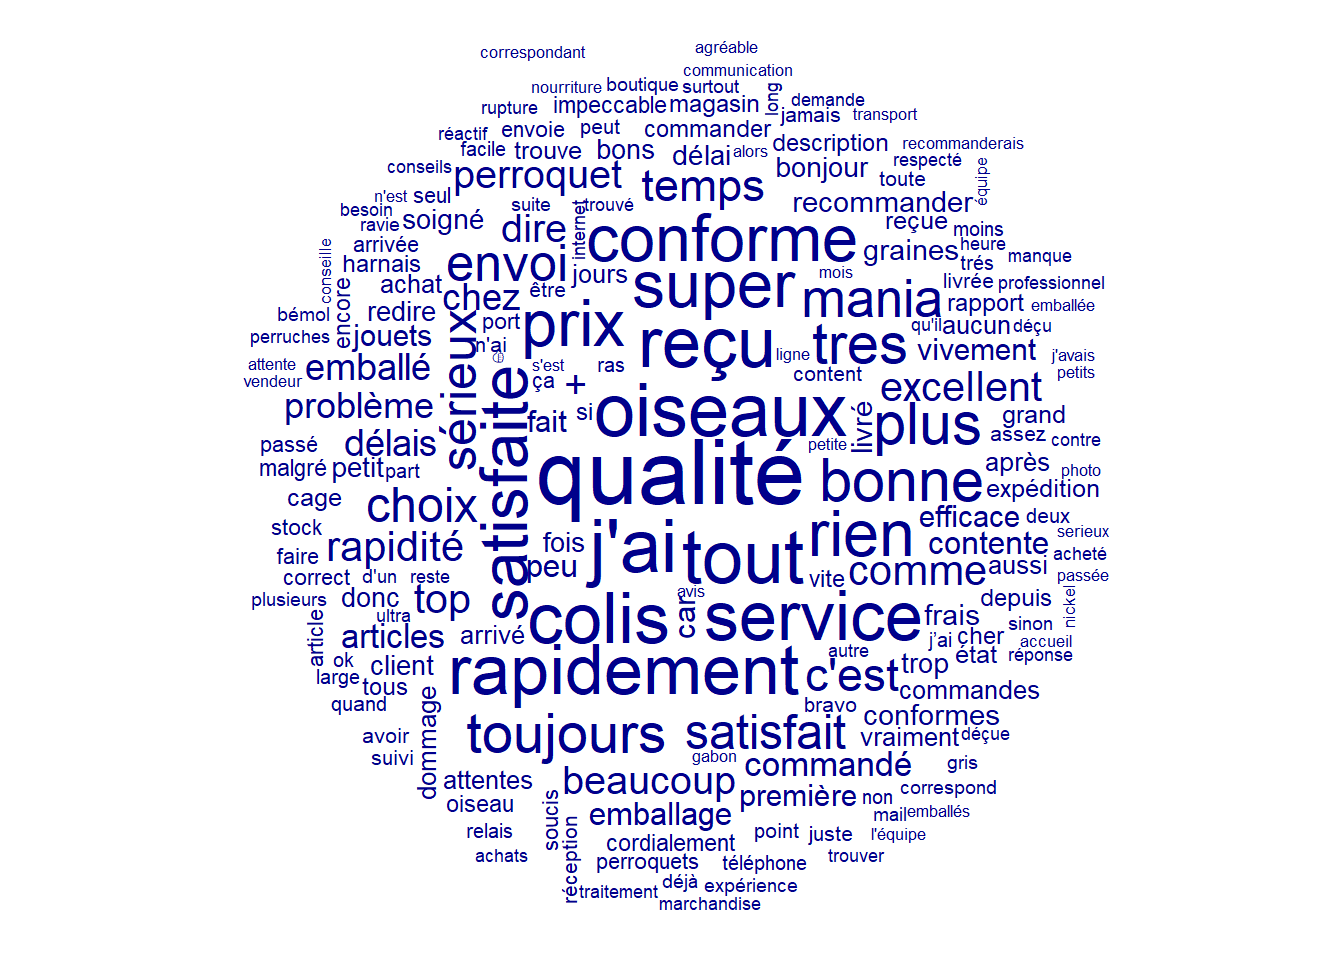 correspondant
agréable
communication
nourriture boutique surtout
rupture impeccable magasin long demande
jamais transport
réactif envoie peut commander description recommanderais
facile trouve bons délai alors bonjour respecté
conseils perroquet temps toute équipe
n'est seul suite trouvé recommander
besoin ravie soigné dire internet conforme reçue moins
arrivée envoi graines heure
conseille harnais jours super mois trés manque
achat chez être mania livrée professionnel
bémol encore redire port prix reçu rapport emballée
perruches jouets n'ai tres qu'il aucun déçu
sérieux ligne vivement j'avais
attente emballé s'est ras content petits
vendeur ça + excellent
problème satisfaite fait si oiseaux livré plus grand
passé délais petite assez contre
malgré petit part qualité bonne après photo
cage choix expédition
stock efficace deux
rapidité fois j'ai tout rien contente serieux
faire peu comme aussi acheté
correct d'un reste vite passée
plusieurs donc top avis depuis nickel
ultra colis car service frais sinon
article articles arrivé j’ai cher accueil
ok client rapidement autre c'est trop état réponse
large tous commandes
quand dommage bravo conformes
avoir toujours satisfait vraiment déçue
suivi gabon commandé gris
attentes beaucoup première non correspond
oiseau soucis emballage mail emballés
relais cordialement point juste l'équipe
achats réception perroquets téléphone trouver
traitement déjà expérience
marchandise